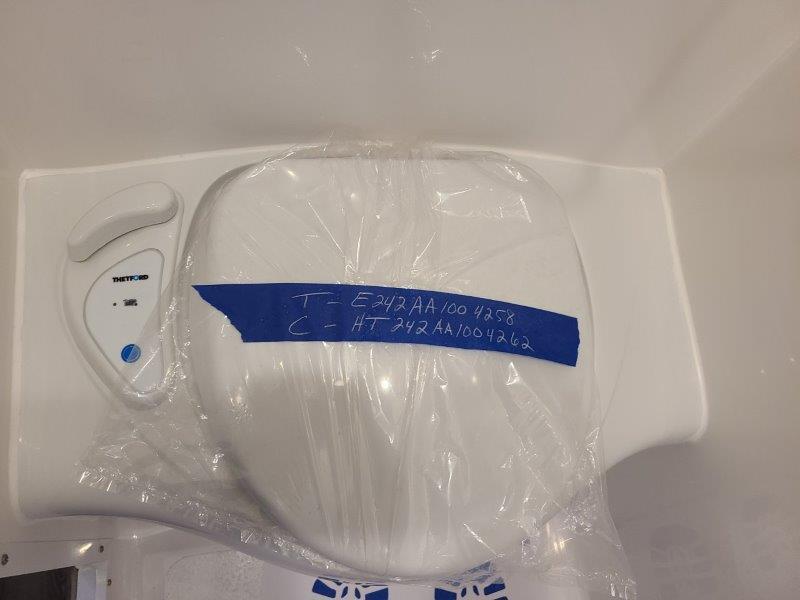 THETFORD
T - E242AA1004258
C - HT242AA1004262